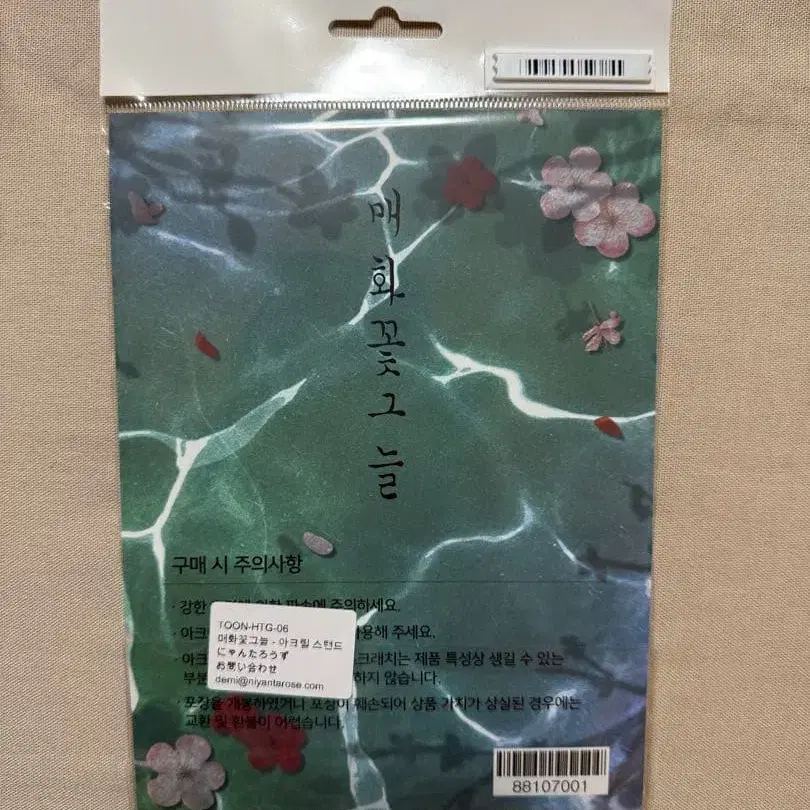 매화꽃그늘
구매 시 주의사항
· 강한 파손에 주의하세요.
· 아크 사용해 주세요.
· 아크 스크래치는 제품 특성상 생길 수 있는
부분 하지 않습니다.
· 포장을 개봉하였거나 포장이 훼손되어 상품 가치가 상실된 경우에는
교환 및 환불이 어렵습니다.
TOON-HTG-06
매화꽃그늘 - 아크릴 스탠드
にゃんたろうず
お問い合わせ
demi@niyantarose.com
88107001